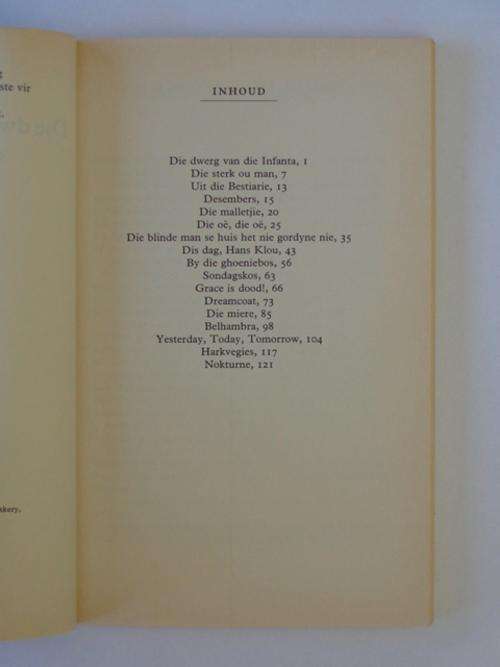 ste vir
INHOUD
Die dwerg van die Infanta, 1
Die sterk ou man, 7
Uit die Bestiarie, 13
Desembers, 15
Die malletjie, 20
Die oë, die oë, 25
Die blinde man se huis het nie gordyne nie, 35
Dis dag, Hans Klou, 43
By die ghoeniebos, 56
Sondagskos, 63
Grace is dood!, 66
Dreamcoat, 73
Die miere, 85
Belhambra, 98
Yesterday, Today, Tomorrow, 104
Harkvegies, 117
Nokturne, 121
akery,